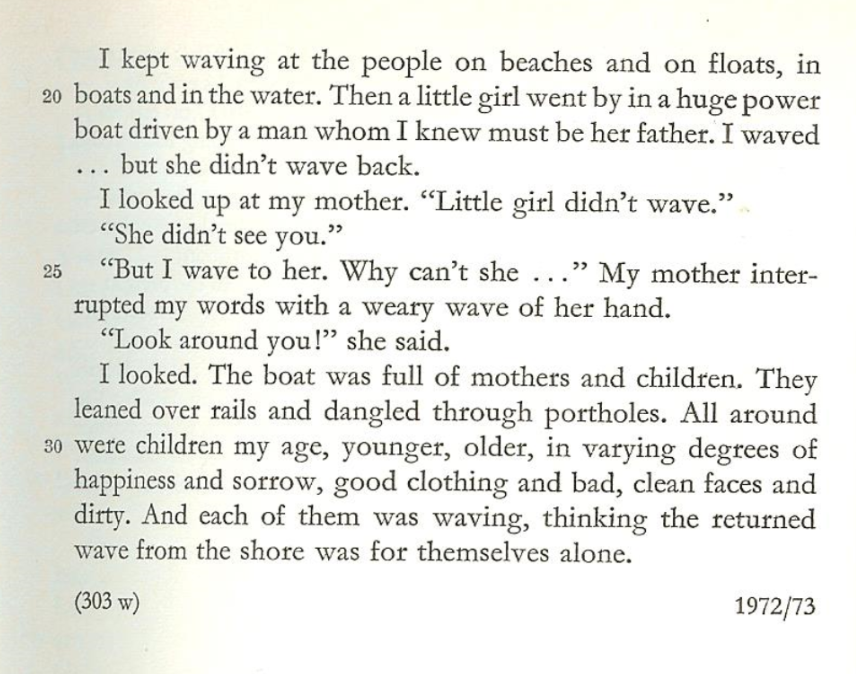 I kept waving at the people on beaches and on floats, in
20 boats and in the water. Then a little girl went by in a huge power
boat driven by a man whom I knew must be her father. I waved
... but she didn't wave back.
I looked up at my mother. “Little girl didn't wave.”
“She didn't see you.”
25 “But I wave to her. Why can't she ...” My mother inter-
rupted my words with a weary wave of her hand.
“Look around you!” she said.
I looked. The boat was full of mothers and children. They
leaned over rails and dangled through portholes. All around
30 were children my age, younger, older, in varying degrees of
happiness and sorrow, good clothing and bad, clean faces and
dirty. And each of them was waving, thinking the returned
wave from the shore was for themselves alone.
(303 w) 1972/73